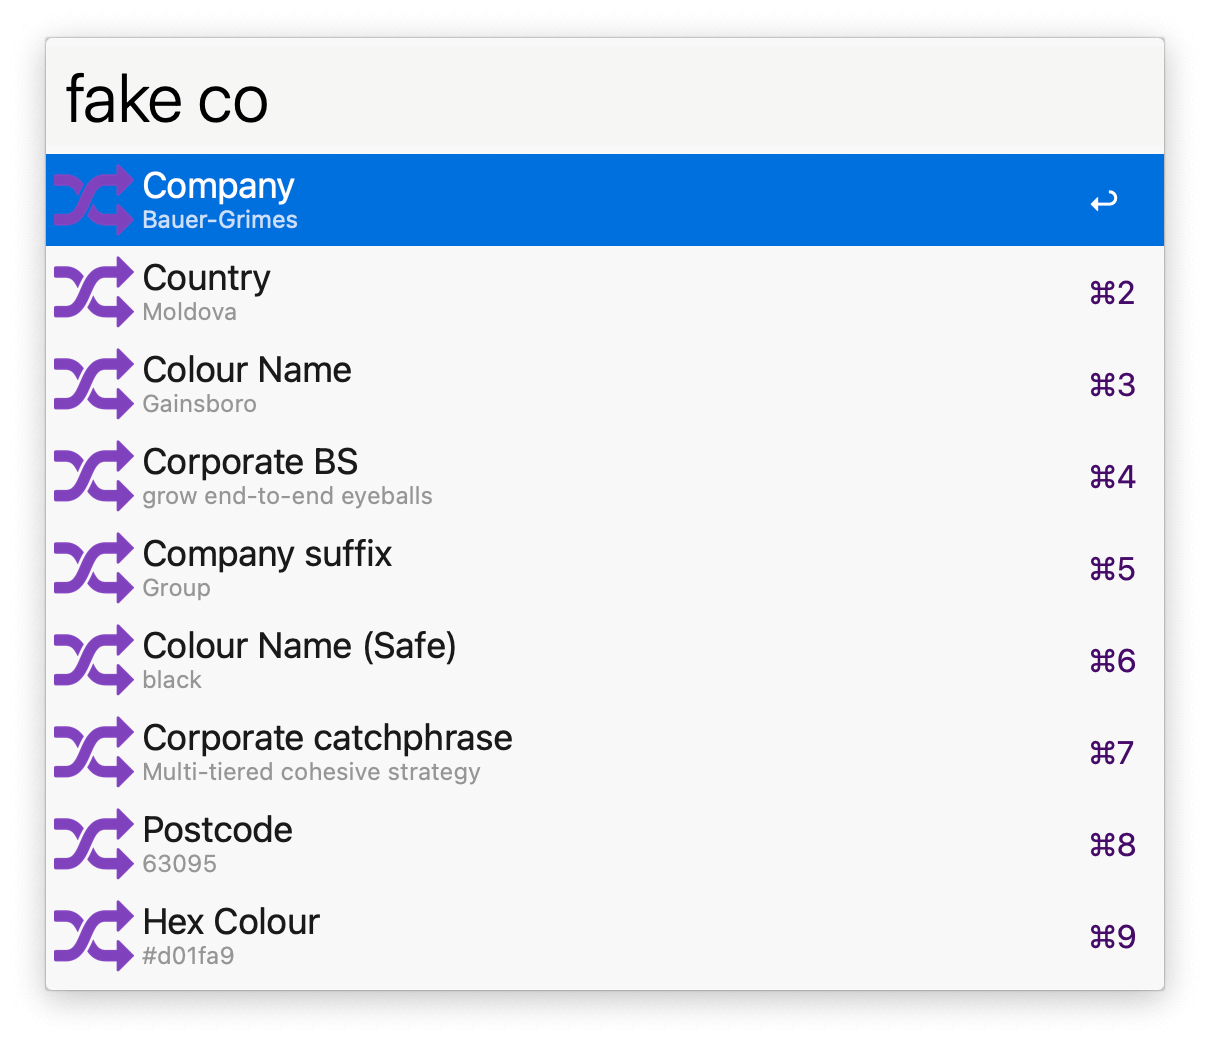 fake co
Company
Bauer-Grimes
↩
Country
Moldova
⌘2
Colour Name
Gainsboro
⌘3
Corporate BS
grow end-to-end eyeballs
⌘4
Company suffix
Group
⌘5
Colour Name (Safe)
black
⌘6
Corporate catchphrase
Multi-tiered cohesive strategy
⌘7
Postcode
63095
⌘8
Hex Colour
#d01fa9
⌘9